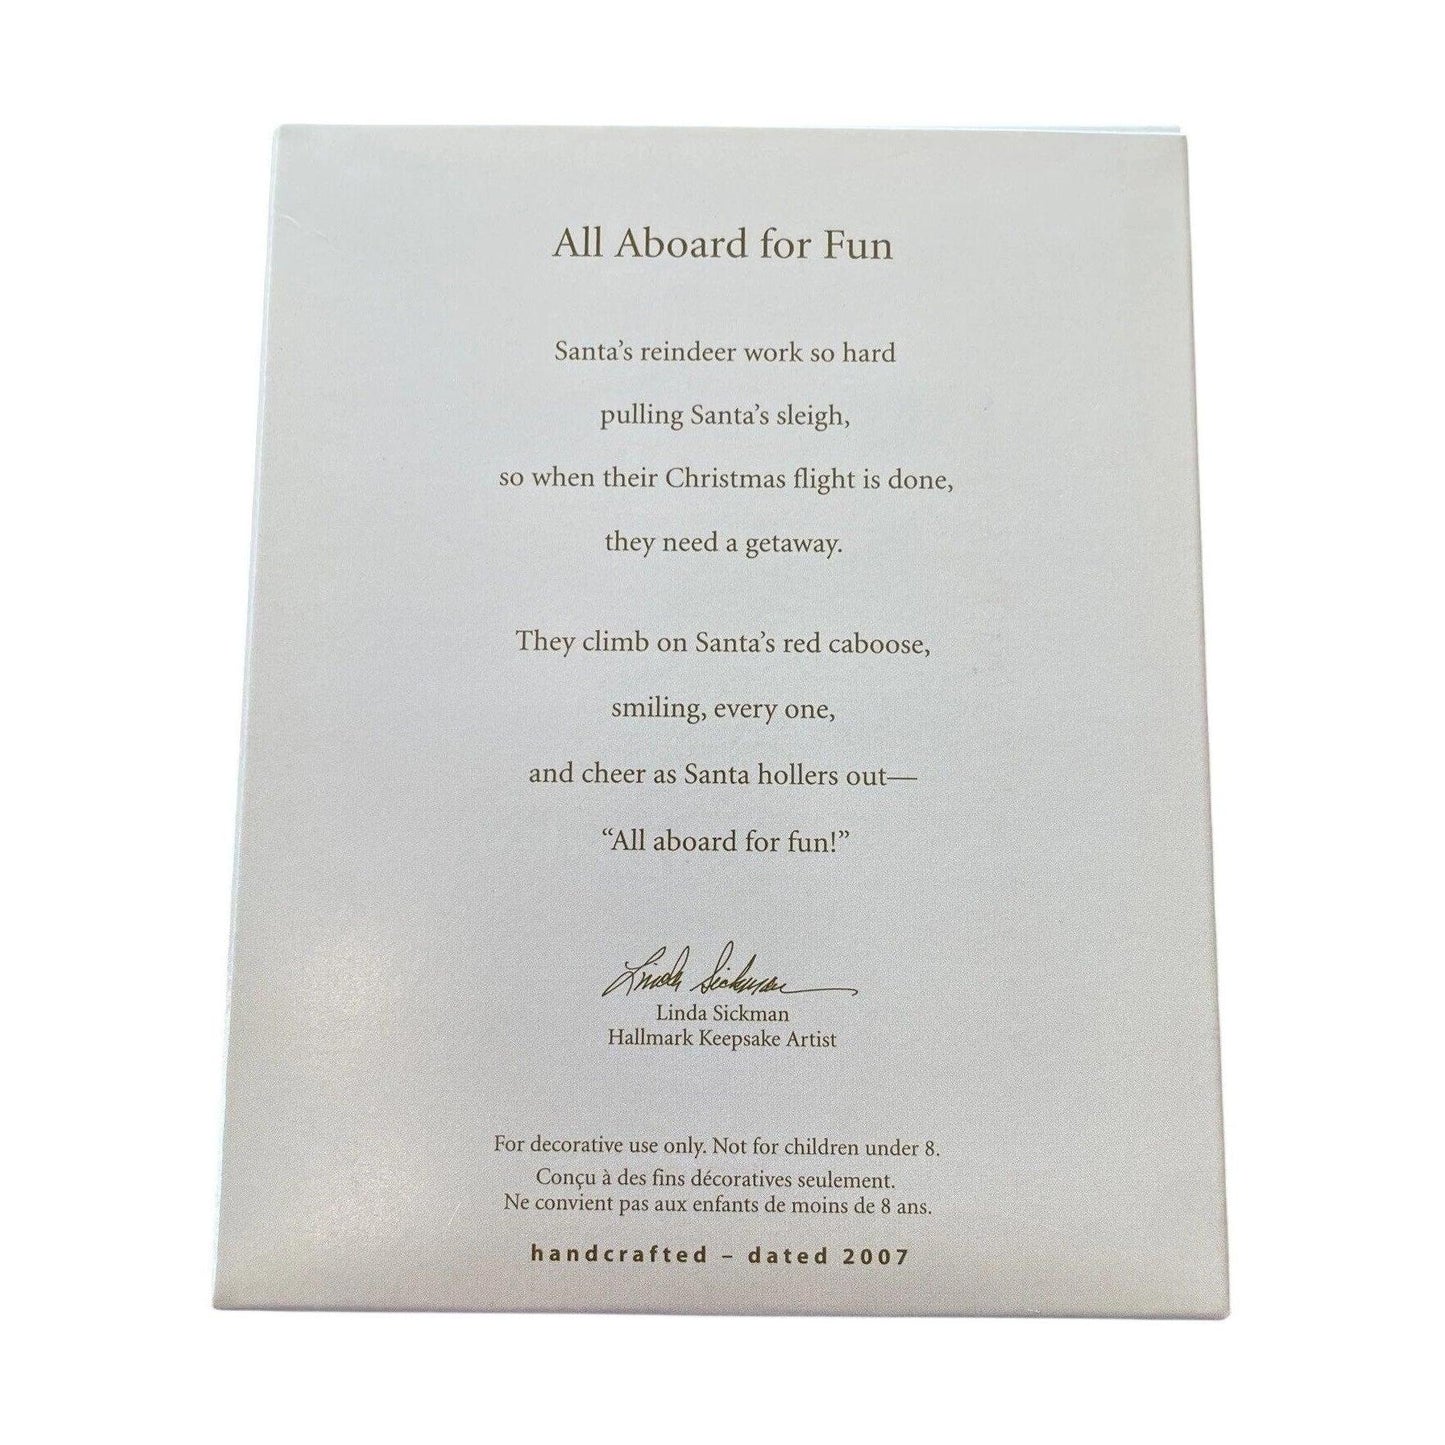 All Aboard for Fun
Santa’s reindeer work so hard
pulling Santa’s sleigh,
so when their Christmas flight is done,
they need a getaway.
They climb on Santa’s red caboose,
smiling, every one,
and cheer as Santa hollers out—
“All aboard for fun!”
Linda Sickman
Linda Sickman
Hallmark Keepsake Artist
For decorative use only. Not for children under 8.
Conçu à des fins décoratives seulement.
Ne convient pas aux enfants de moins de 8 ans.
handcrafted – dated 2007